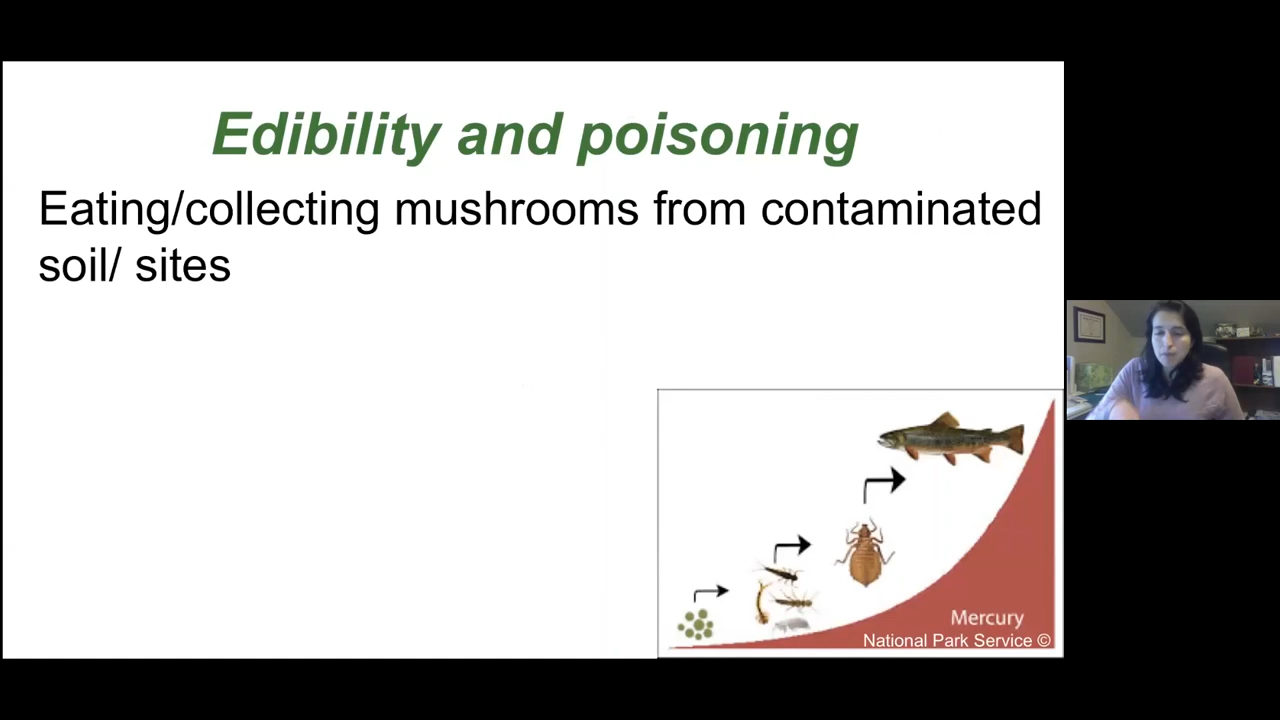 Edibility and poisoning
Eating/collecting mushrooms from contaminated
soil/ sites
Mercury
National Park Service ©